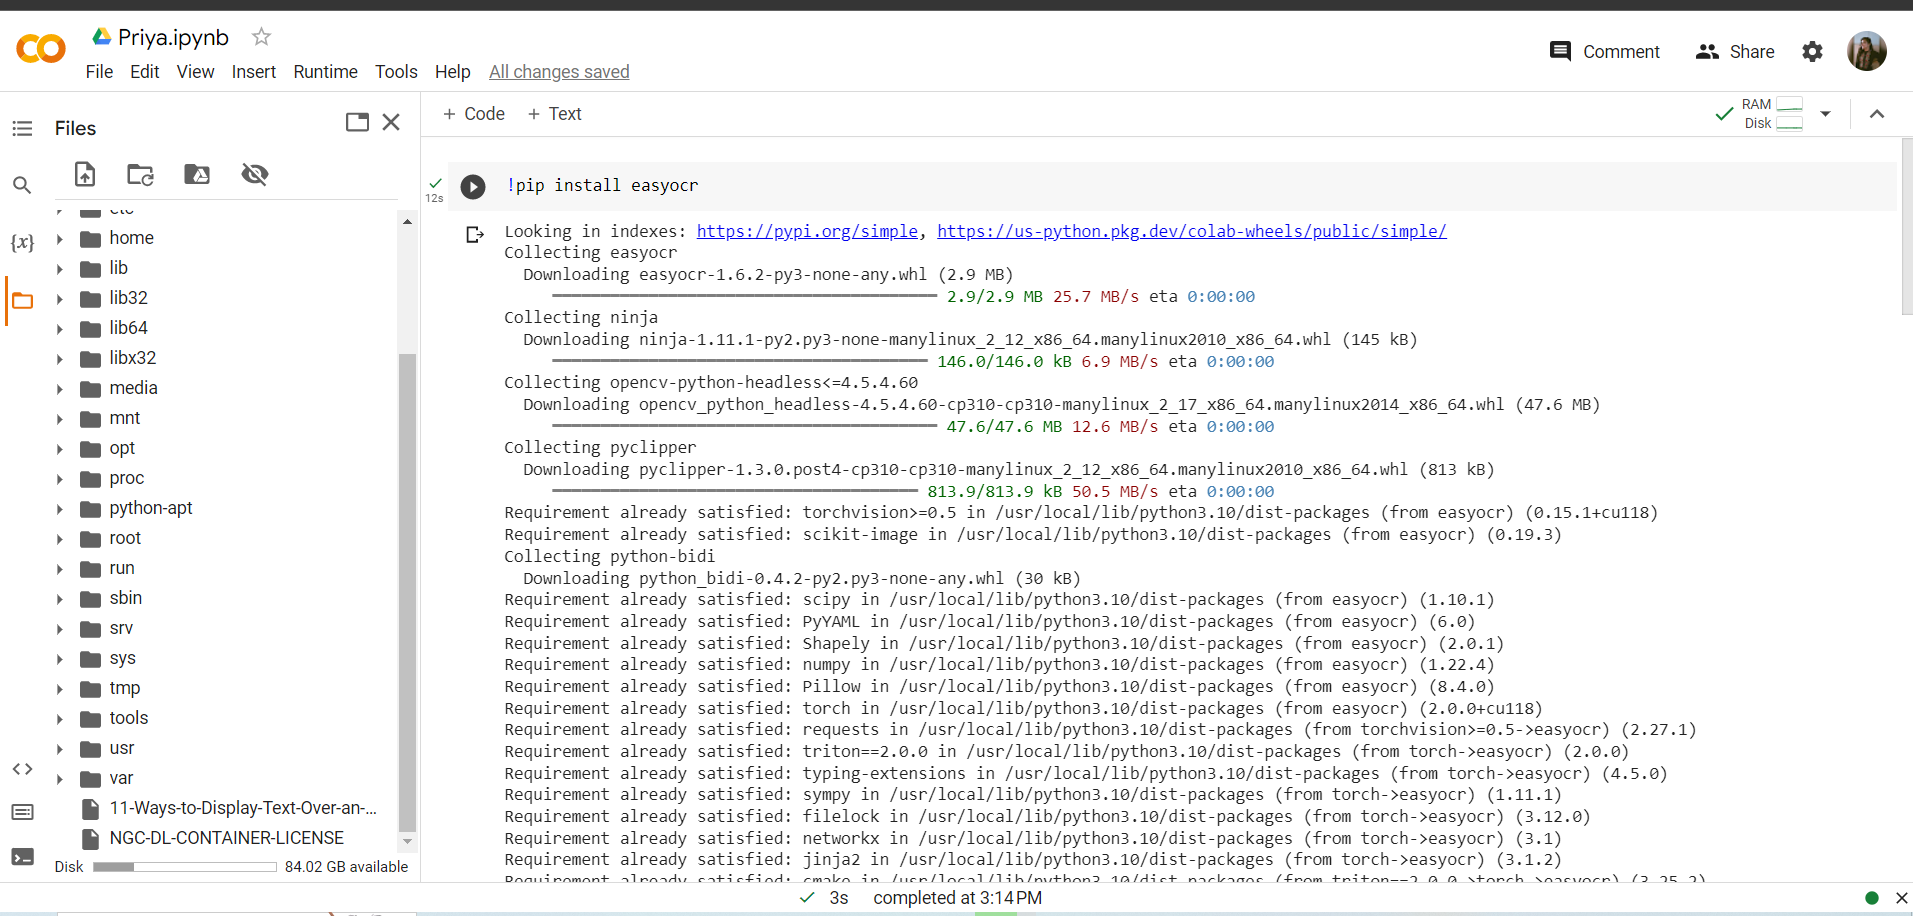 Priya.ipynb
File Edit View Insert Runtime Tools Help All changes saved
Comment Share
Files
+ Code + Text
RAM
Disk
etc
home
lib
lib32
lib64
libx32
media
mnt
opt
proc
python-apt
root
run
sbin
srv
sys
tmp
tools
usr
var
11-Ways-to-Display-Text-Over-an-...
NGC-DL-CONTAINER-LICENSE
Disk 84.02 GB available
{x}
12s
!pip install easyocr
Looking in indexes: https://pypi.org/simple, https://us-python.pkg.dev/colab-wheels/public/simple/
Collecting easyocr
Downloading easyocr-1.6.2-py3-none-any.whl (2.9 MB)
2.9/2.9 MB 25.7 MB/s eta 0:00:00
Collecting ninja
Downloading ninja-1.11.1-py2.py3-none-manylinux_2_12_x86_64.manylinux2010_x86_64.whl (145 kB)
146.0/146.0 kB 6.9 MB/s eta 0:00:00
Collecting opencv-python-headless<=4.5.4.60
Downloading opencv_python_headless-4.5.4.60-cp310-cp310-manylinux_2_17_x86_64.manylinux2014_x86_64.whl (47.6 MB)
47.6/47.6 MB 12.6 MB/s eta 0:00:00
Collecting pyclipper
Downloading pyclipper-1.3.0.post4-cp310-cp310-manylinux_2_12_x86_64.manylinux2010_x86_64.whl (813 kB)
813.9/813.9 kB 50.5 MB/s eta 0:00:00
Requirement already satisfied: torchvision>=0.5 in /usr/local/lib/python3.10/dist-packages (from easyocr) (0.15.1+cu118)
Requirement already satisfied: scikit-image in /usr/local/lib/python3.10/dist-packages (from easyocr) (0.19.3)
Collecting python-bidi
Downloading python_bidi-0.4.2-py2.py3-none-any.whl (30 kB)
Requirement already satisfied: scipy in /usr/local/lib/python3.10/dist-packages (from easyocr) (1.10.1)
Requirement already satisfied: PyYAML in /usr/local/lib/python3.10/dist-packages (from easyocr) (6.0)
Requirement already satisfied: Shapely in /usr/local/lib/python3.10/dist-packages (from easyocr) (2.0.1)
Requirement already satisfied: numpy in /usr/local/lib/python3.10/dist-packages (from easyocr) (1.22.4)
Requirement already satisfied: Pillow in /usr/local/lib/python3.10/dist-packages (from easyocr) (8.4.0)
Requirement already satisfied: torch in /usr/local/lib/python3.10/dist-packages (from easyocr) (2.0.0+cu118)
Requirement already satisfied: requests in /usr/local/lib/python3.10/dist-packages (from torchvision>=0.5->easyocr) (2.27.1)
Requirement already satisfied: triton==2.0.0 in /usr/local/lib/python3.10/dist-packages (from torch->easyocr) (2.0.0)
Requirement already satisfied: typing-extensions in /usr/local/lib/python3.10/dist-packages (from torch->easyocr) (4.5.0)
Requirement already satisfied: sympy in /usr/local/lib/python3.10/dist-packages (from torch->easyocr) (1.11.1)
Requirement already satisfied: filelock in /usr/local/lib/python3.10/dist-packages (from torch->easyocr) (3.12.0)
Requirement already satisfied: networkx in /usr/local/lib/python3.10/dist-packages (from torch->easyocr) (3.1)
Requirement already satisfied: jinja2 in /usr/local/lib/python3.10/dist-packages (from torch->easyocr) (3.1.2)
Requirement already satisfied: cmake in /usr/local/lib/python3.10/dist-packages (from triton==2.0.0->torch->easyocr) (3.25.2)
3s completed at 3:14 PM